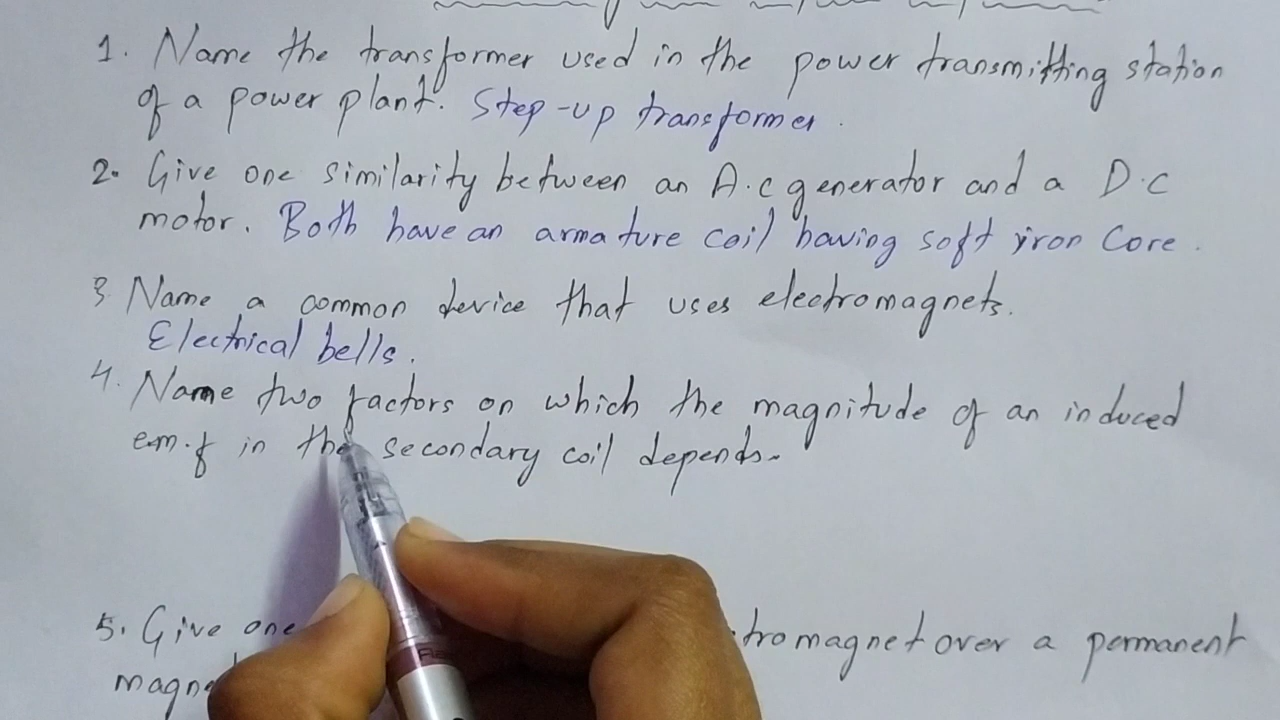 1. Name the transformer used in the power transmitting station
of a power plant. Step-up transformer.
2. Give one similarity between an A.c generator and a D.C
motor. Both have an armature coil having soft iron Core.
3. Name a common device that uses electromagnets.
Electrical bells.
4. Name two factors on which the magnitude of an induced
e.m.f in the secondary coil depends.
5. Give one over a permanent